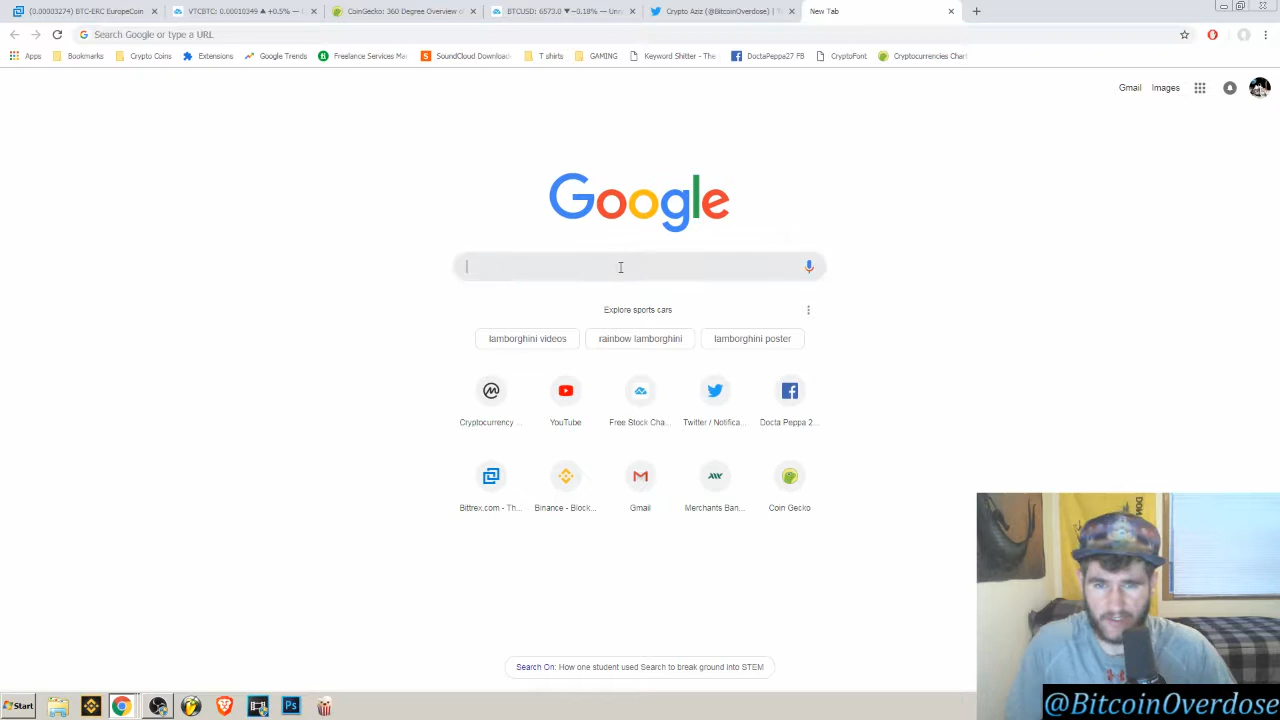 (0.00003274) BTC-ERC EuropeCoin
VTCBTC: 0.00010349 ▲ +0.5% —
CoinGecko: 360 Degree Overview o
BTCUSD: 6573.0 ▼ −0.18% — Un
Crypto Aziz (@BitcoinOverdose) | T
New Tab
Search Google or type a URL
Apps
Bookmarks
Crypto Coins
Extensions
Google Trends
Freelance Services Ma
SoundCloud Download
T shirts
GAMING
Keyword Shitter - The
DoctaPeppa27 FB
CryptoFont
Cryptocurrencies Char
Gmail
Images
Google
Explore sports cars
lamborghini videos
rainbow lamborghini
lamborghini poster
Cryptocurrency ...
YouTube
Free Stock Cha...
Twitter / Notifica...
Docta Peppa 2...
Bittrex.com - Th...
Binance - Block...
Gmail
Merchants Ban...
Coin Gecko
Search On: How one student used Search to break ground into STEM
Start
Ps
@BitcoinOverdose